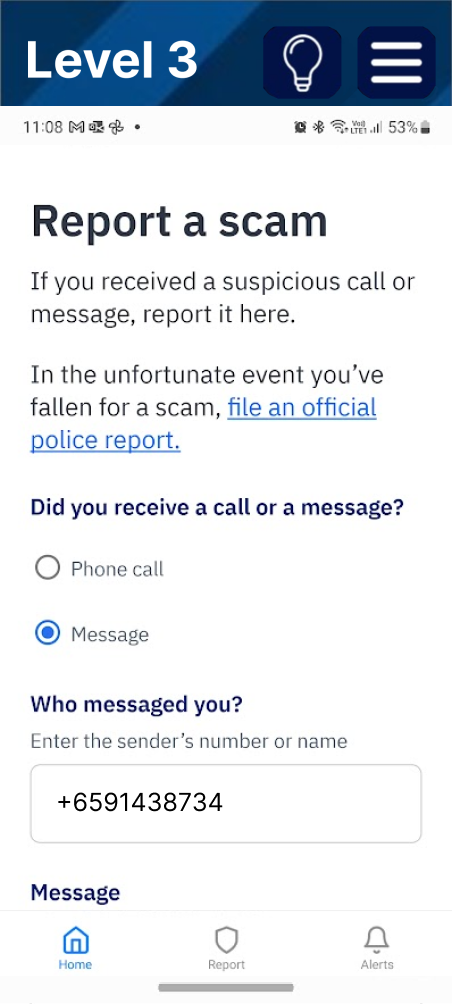 Level 3
11:08 53%
Report a scam
If you received a suspicious call or
message, report it here.
In the unfortunate event you’ve
fallen for a scam, file an official
police report.
Did you receive a call or a message?
Phone call
Message
Who messaged you?
Enter the sender’s number or name
+6591438734
Message
Home Report Alerts